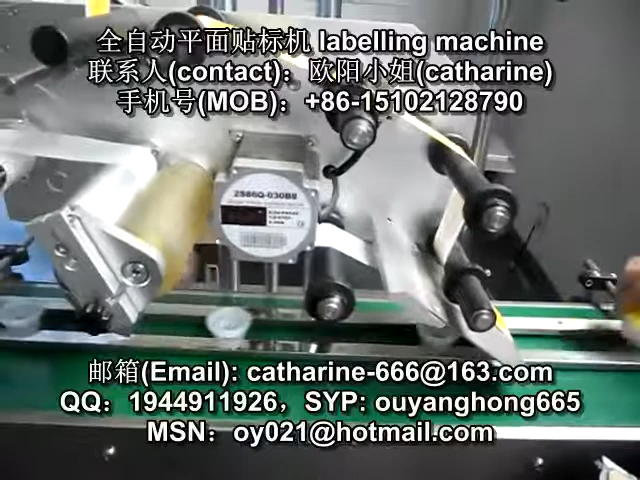 全自动平面贴标机 labelling machine
联系人(contact)：欧阳小姐(catharine)
手机号(MOB)：+86-15102128790
2S86Q-030B8
邮箱(Email): catharine-666@163.com
QQ：1944911926，SYP: ouyanghong665
MSN：oy021@hotmail.com